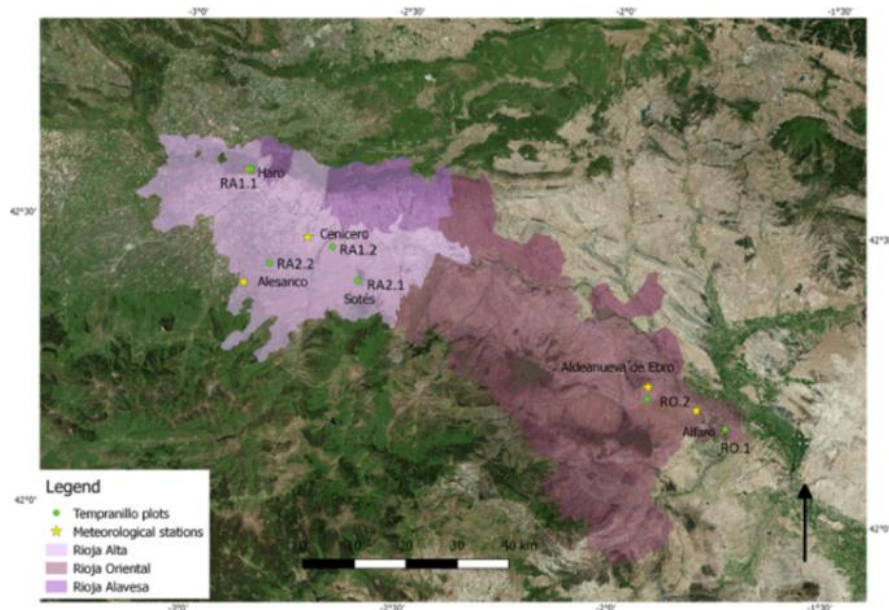 -3°0' -2°30' -2°0' -1°30'
Haro
RA1.1
42°30'
42°30'
Cenicero
RA1.2
RA2.2
Alesanco
RA2.1
Sotés
Aldeanueva de Ebro
RO.2
Alfaro
RO.1
42°0'
42°0'
Legend
Tempranillo plots
Meteorological stations
Rioja Alta
Rioja Oriental
Rioja Alavesa
0 10 20 30 40 km
-3°0' -2°30' -2°0' -1°30'